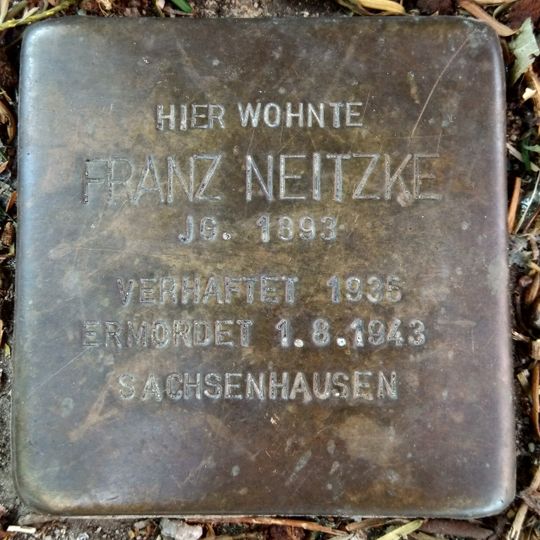 HIER WOHNTE
FRANZ NEITZKE
JG. 1893
VERHAFTET 1935
ERMORDET 1.8.1943
SACHSENHAUSEN